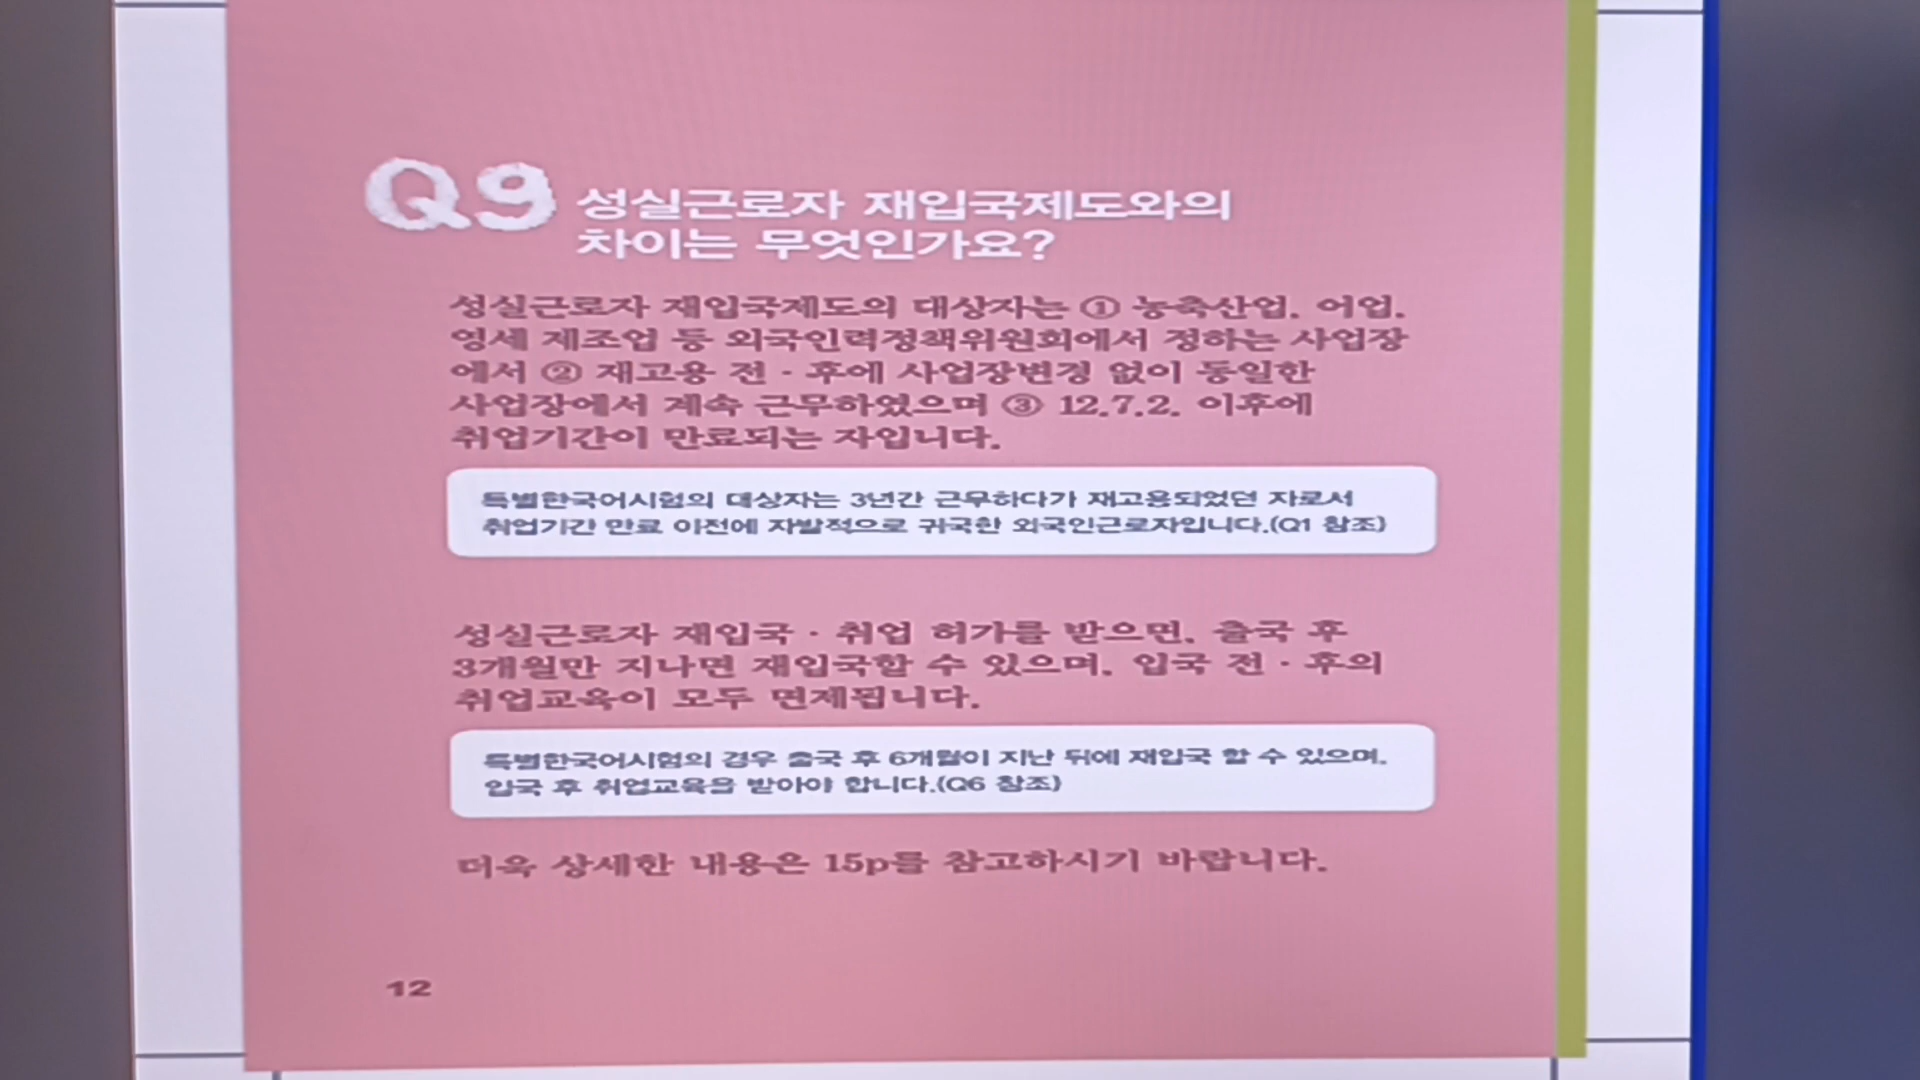 Q9 성실근로자 재입국제도와의
차이는 무엇인가요?
성실근로자 재입국제도의 대상자는 ① 농축산업, 어업,
영세 제조업 등 외국인력정책위원회에서 정하는 사업장
에서 ② 재고용 전·후에 사업장변경 없이 동일한
사업장에서 계속 근무하였으며 ③ 12.7.2. 이후에
취업기간이 만료되는 자입니다.
특별한국어시험의 대상자는 3년간 근무하다가 재고용되었던 자로서
취업기간 만료 이전에 자발적으로 귀국한 외국인근로자입니다.(Q1 참조)
성실근로자 재입국·취업 허가를 받으면, 출국 후
3개월만 지나면 재입국할 수 있으며, 입국 전·후의
취업교육이 모두 면제됩니다.
특별한국어시험의 경우 출국 후 6개월이 지난 뒤에 재입국 할 수 있으며,
입국 후 취업교육을 받아야 합니다.(Q6 참조)
더욱 상세한 내용은 15p를 참고하시기 바랍니다.
12